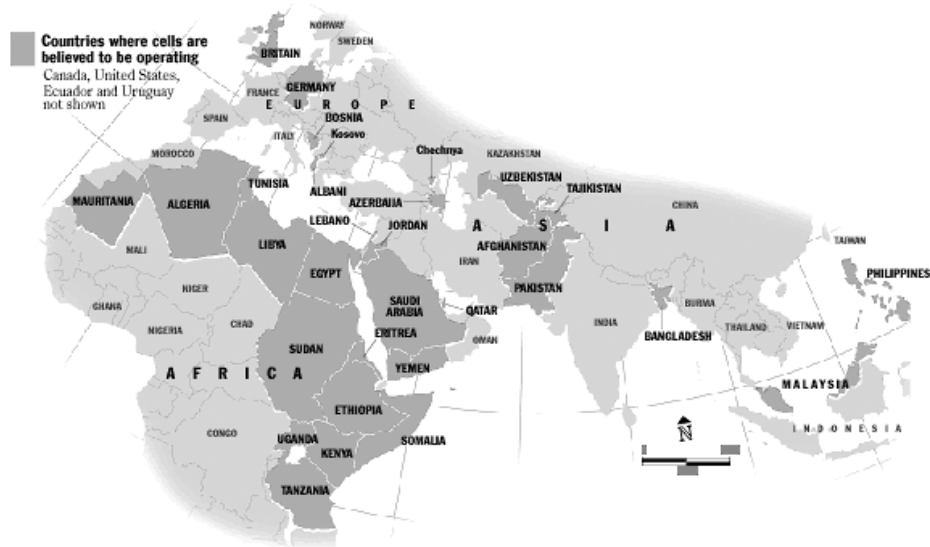 Countries where cells are
believed to be operating
Canada, United States,
Ecuador and Uruguay
not shown
NORWAY
SWEDEN
BRITAIN
FRANCE
GERMANY
EUROPE
BOSNIA
SPAIN
ITALY
Kosovo
MOROCCO
Chechnya
KAZAKHSTAN
UZBEKISTAN
TUNISIA
ALBANI
TAJIKISTAN
MAURITANIA
ALGERIA
AZERBAIJA
CHINA
LEBANO
JORDAN
ASIA
LIBYA
AFGHANISTAN
TAIWAN
MALI
IRAN
EGYPT
PHILIPPINES
NIGER
PAKISTAN
GHANA
SAUDI
ARABIA
QATAR
BURMA
NIGERIA
CHAD
ERITREA
OMAN
INDIA
BANGLADESH
THAILAND
VIETNAM
SUDAN
YEMEN
AFRICA
MALAYSIA
ETHIOPIA
CONGO
UGANDA
SOMALIA
N
INDONESIA
KENYA
TANZANIA